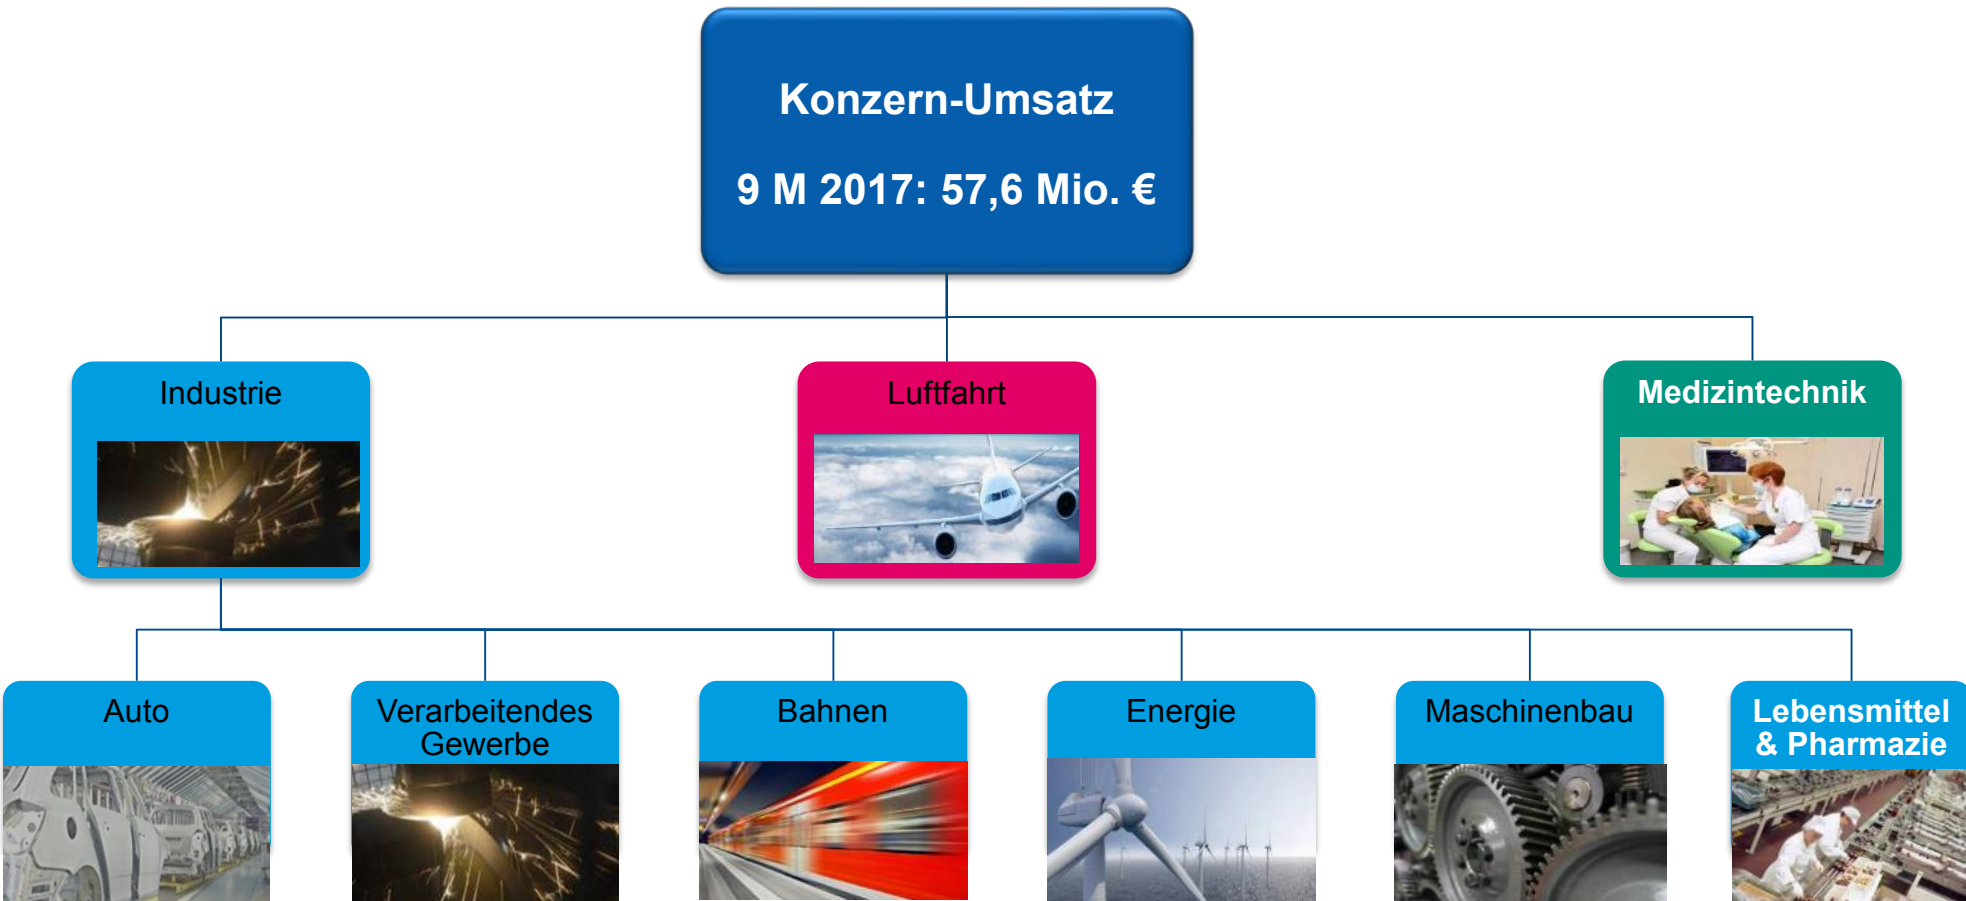 Konzern-Umsatz
9 M 2017: 57,6 Mio. €
Industrie
Luftfahrt
Medizintechnik
Auto
Verarbeitendes
Gewerbe
Bahnen
Energie
Maschinenbau
Lebensmittel
& Pharmazie